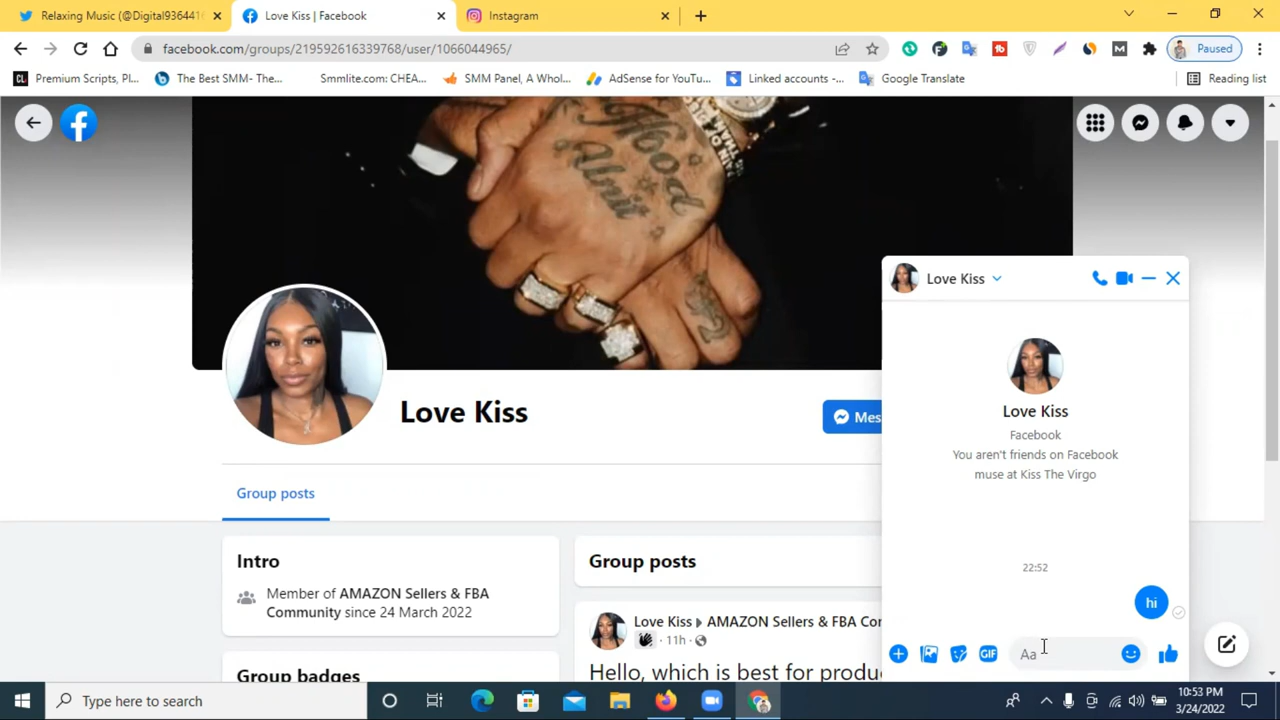 Relaxing Music (@Digital936441
Love Kiss | Facebook
Instagram
facebook.com/groups/219592616339768/user/1066044965/
Paused
CL Premium Scripts, Pl...
The Best SMM- The...
Smmlite.com: CHEA...
SMM Panel, A Whol...
AdSense for YouTu...
Linked accounts -...
Google Translate
Reading list
Hood
Love Kiss
Mes
Group posts
Intro
Member of AMAZON Sellers & FBA
Community since 24 March 2022
Group badges
Group posts
Love Kiss ▸ AMAZON Sellers & FBA Cor
11h
Hello, which is best for produ
Love Kiss
Love Kiss
Facebook
You aren't friends on Facebook
muse at Kiss The Virgo
22:52
hi
GIF
Aa
Type here to search
10:53 PM
3/24/2022